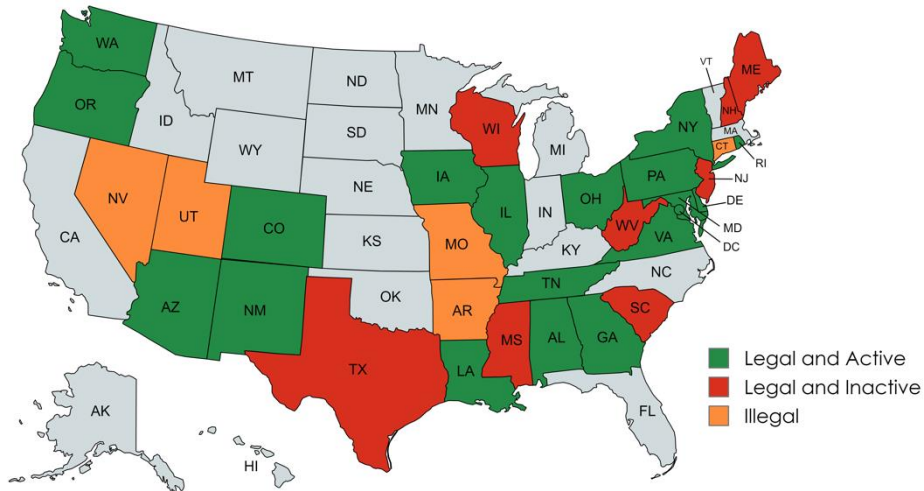 WA
OR
CA
NV
ID
MT
WY
UT
AZ
CO
NM
ND
SD
NE
KS
OK
TX
MN
IA
MO
AR
LA
WI
IL
MI
IN
OH
KY
TN
MS
AL
GA
FL
SC
NC
VA
WV
PA
NY
VT
NH
ME
MA
CT
RI
NJ
DE
MD
DC
AK
HI
Legal and Active
Legal and Inactive
Illegal